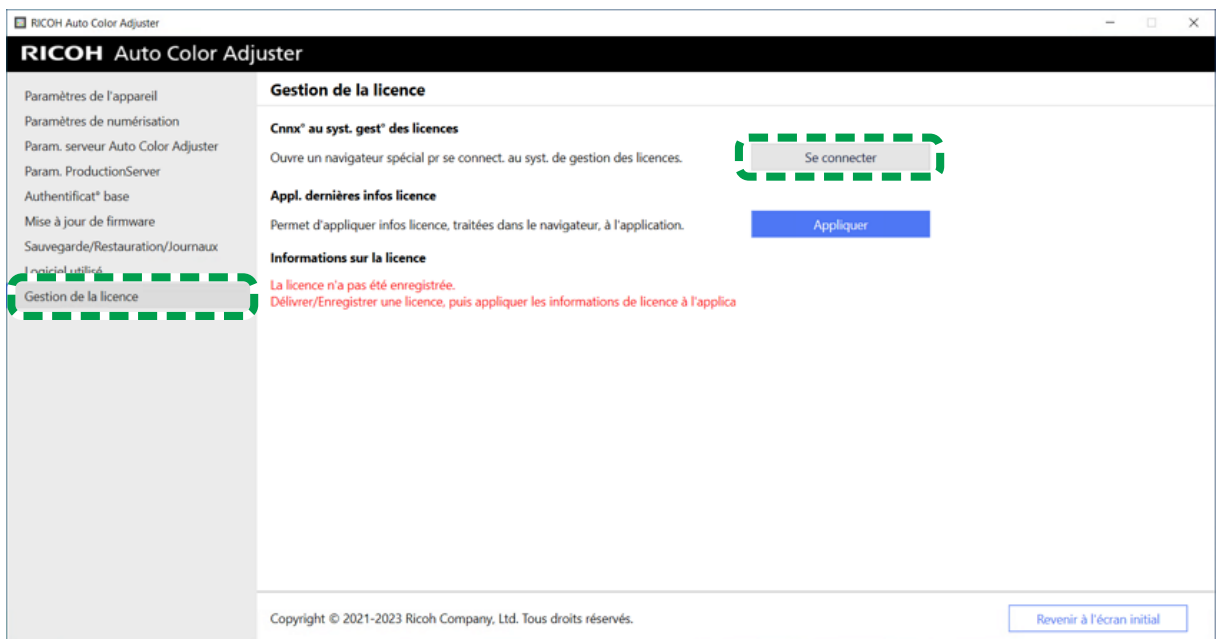 RICOH Auto Color Adjuster
RICOH Auto Color Adjuster
Paramètres de l'appareil
Paramètres de numérisation
Param. serveur Auto Color Adjuster
Param. ProductionServer
Authentificat° base
Mise à jour de firmware
Sauvegarde/Restauration/Journaux
Logiciel utilisé
Gestion de la licence
Gestion de la licence
Cnnx° au syst. gest° des licences
Ouvre un navigateur spécial pr se connect. au syst. de gestion des licences.
Se connecter
Appl. dernières infos licence
Permet d'appliquer infos licence, traitées dans le navigateur, à l'application.
Appliquer
Informations sur la licence
La licence n'a pas été enregistrée.
Délivrer/Enregistrer une licence, puis appliquer les informations de licence à l'applica
Copyright © 2021-2023 Ricoh Company, Ltd. Tous droits réservés.
Revenir à l'écran initial